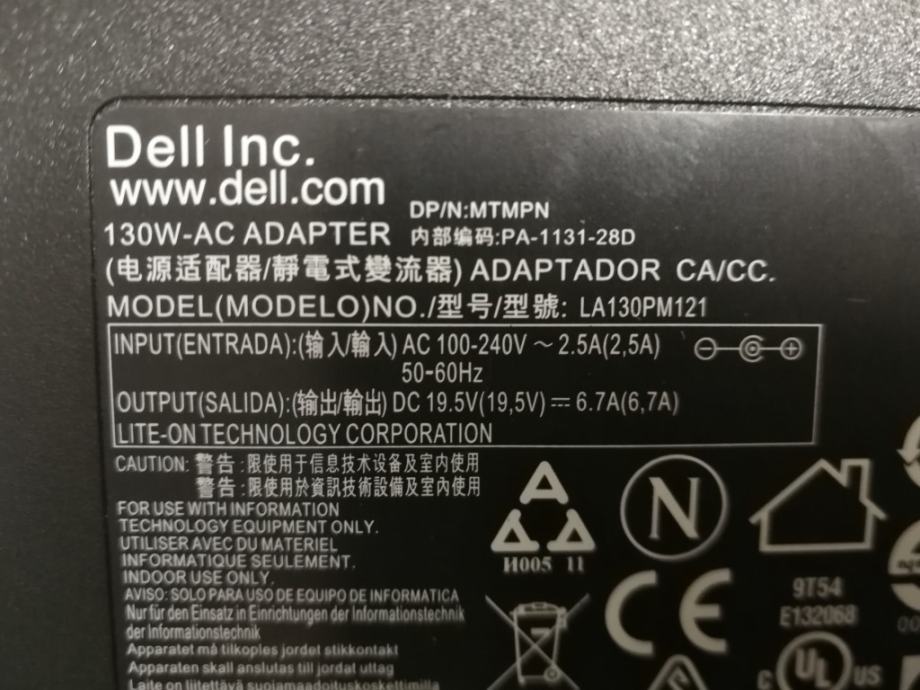 Dell Inc.
www.dell.com
DP/N:MTMPN
130W-AC ADAPTER 内部编码:PA-1131-28D
(电源适配器/靜電式變流器) ADAPTADOR CA/CC.
MODEL(MODELO)NO./型号/型號: LA130PM121
INPUT(ENTRADA):(输入/輸入) AC 100-240V ~ 2.5A(2,5A)
50-60Hz
OUTPUT(SALIDA):(输出/輸出) DC 19.5V(19,5V) ⎓ 6.7A(6,7A)
LITE-ON TECHNOLOGY CORPORATION
CAUTION: 警告:限使用于信息技术设备及室内使用
警告:限使用於資訊技術設備及室內使用
FOR USE WITH INFORMATION
TECHNOLOGY EQUIPMENT ONLY.
UTILISER AVEC DU MATERIEL
INFORMATIQUE SEULEMENT.
INDOOR USE ONLY.
AVISO: SOLO PARA USO DE EQUIPO DE INFORMATICA
Nur für den Einsatz in Einrichtungen der Informationstechnik
der Informationstechnik
Apparatet må tilkoples jordet stikkontakt
Apparaten skall anslutas till jordat uttag
Laite on liitettävä suojamaadoituskoskettimilla
A
H005 11
N
CE
9T54
E132068
C UL US